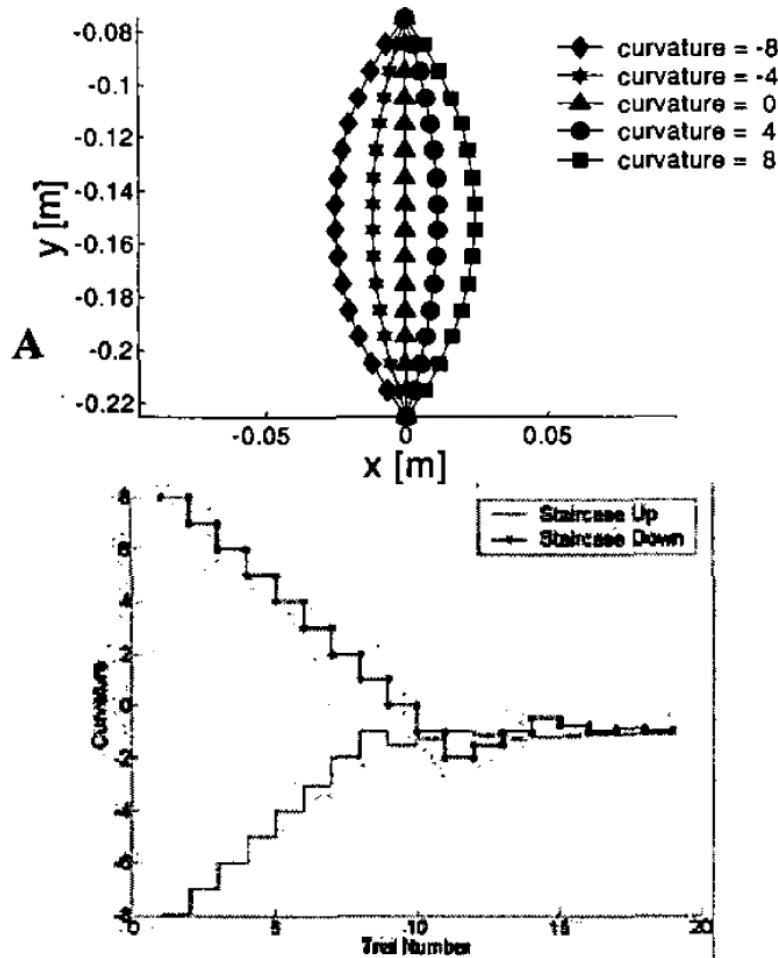 -0.08
-0.1
-0.12
-0.14
-0.16
-0.18
-0.2
-0.22
y [m]
A
-0.05
0
0.05
x [m]
curvature = -8
curvature = -4
curvature = 0
curvature = 4
curvature = 8
Staircase Up
Staircase Down
Curvature
8
6
4
2
0
-2
-4
-6
-8
0
5
10
15
20
Trial Number